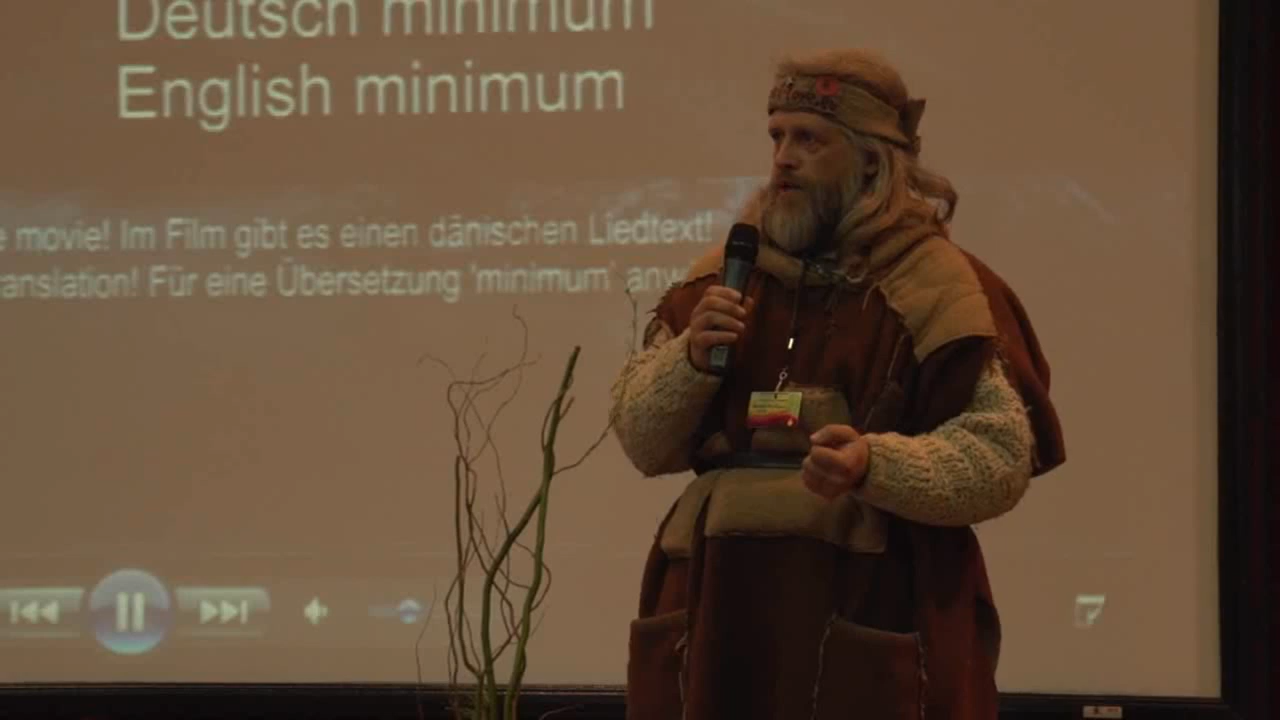 Deutsch minimum
English minimum
e movie! Im Film gibt es einen dänischen Liedtext!
anslation! Für eine Übersetzung 'minimum' anw